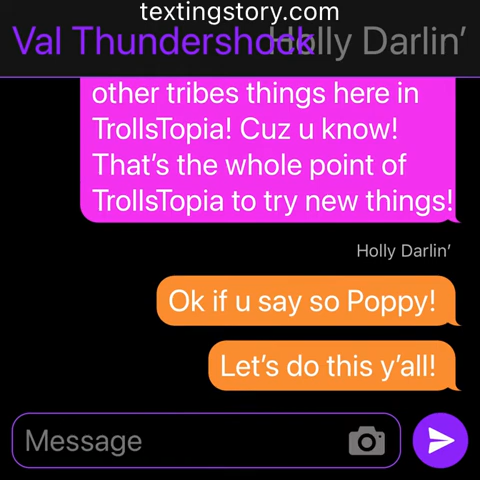 textingstory.com
Val Thundershock Holly Darlin’
other tribes things here in
TrollsTopia! Cuz u know!
That’s the whole point of
TrollsTopia to try new things!
Holly Darlin’
Ok if u say so Poppy!
Let’s do this y’all!
Message